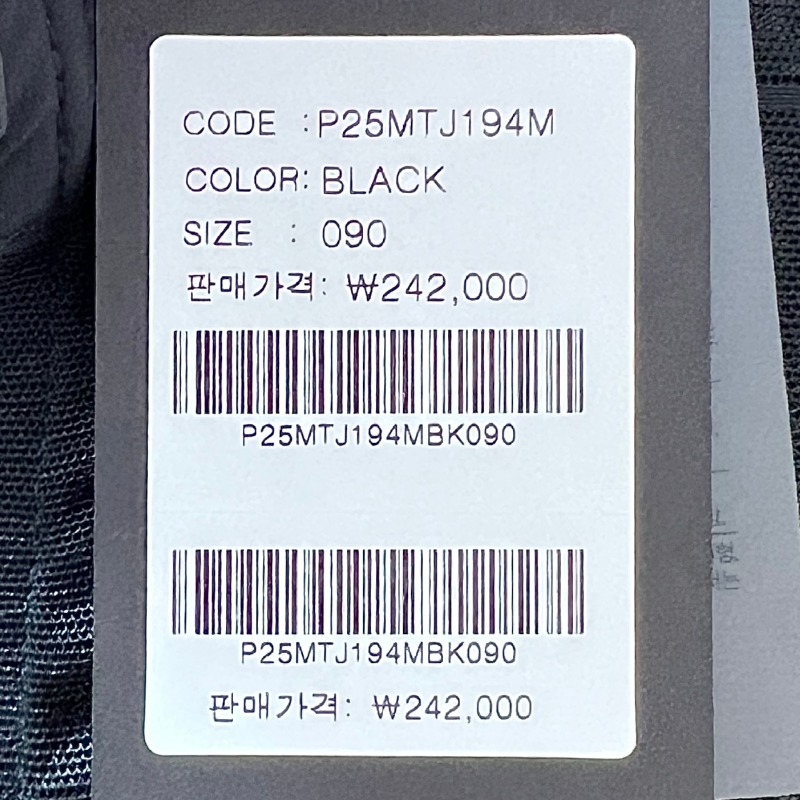 CODE : P25MTJ194M
COLOR: BLACK
SIZE : 090
판매가격: ₩242,000
P25MTJ194MBK090
P25MTJ194MBK090
판매가격: ₩242,000